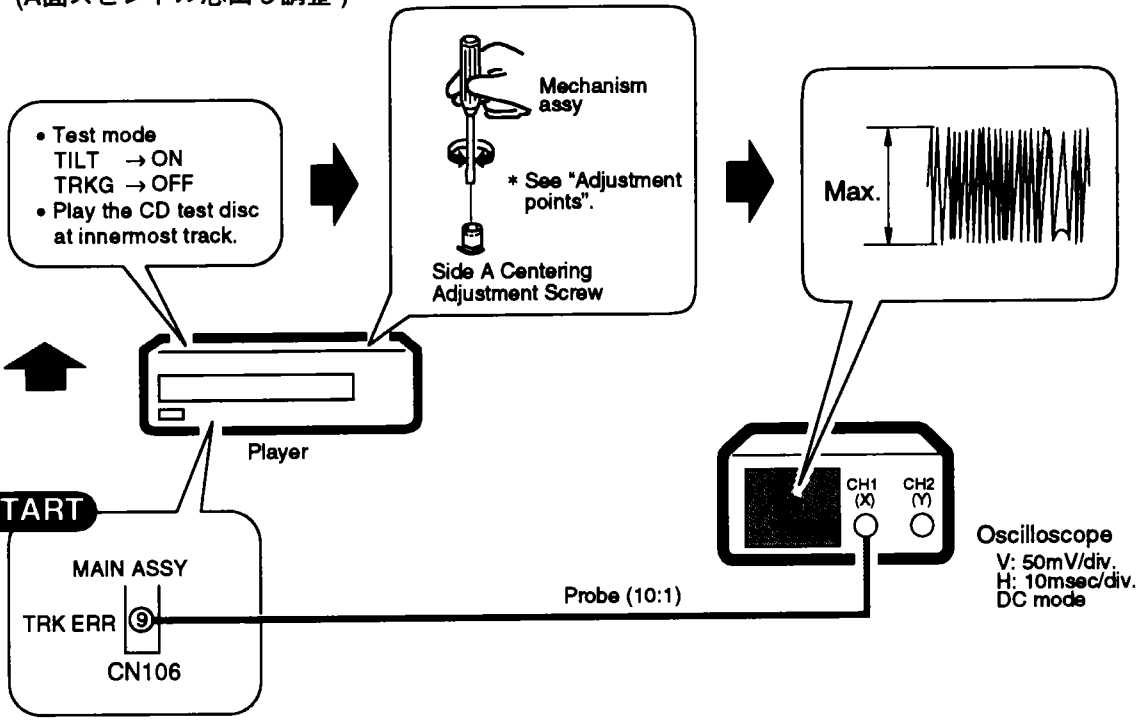 • Test mode
TILT → ON
TRKG → OFF
• Play the CD test disc
at innermost track.
Mechanism
assy
* See "Adjustment
points".
Side A Centering
Adjustment Screw
Max.
Player
TART
MAIN ASSY
TRK ERR ⑨
CN106
Probe (10:1)
CH1
(X)
CH2
(Y)
Oscilloscope
V: 50mV/div.
H: 10msec/div.
DC mode